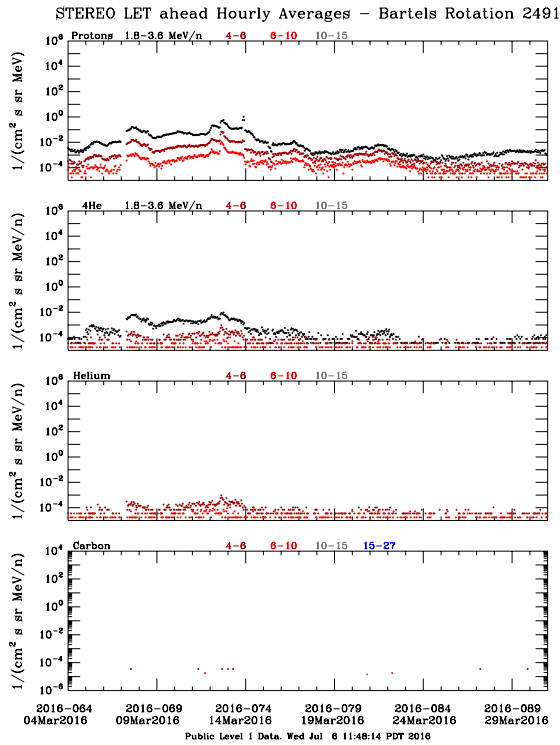 STEREO LET ahead Hourly Averages - Bartels Rotation 2491
Protons 1.8-3.6 MeV/n 4-6 6-10 10-15
1/(cm² s sr MeV)
10⁶
10⁴
10²
10⁰
10⁻²
10⁻⁴
4He 1.8-3.6 MeV/n 4-6 6-10 10-15
1/(cm² s sr MeV/n)
10⁶
10⁴
10²
10⁰
10⁻²
10⁻⁴
Helium 4-6 6-10 10-15
1/(cm² s sr MeV/n)
10⁶
10⁴
10²
10⁰
10⁻²
10⁻⁴
Carbon 4-6 6-10 10-15 15-27
1/(cm² s sr MeV/n)
10⁴
10²
10⁰
10⁻²
10⁻⁴
10⁻⁶
2016-064 2016-069 2016-074 2016-079 2016-084 2016-089
04Mar2016 09Mar2016 14Mar2016 19Mar2016 24Mar2016 29Mar2016
Public Level 1 Data. Wed Jul 6 11:48:14 PDT 2016